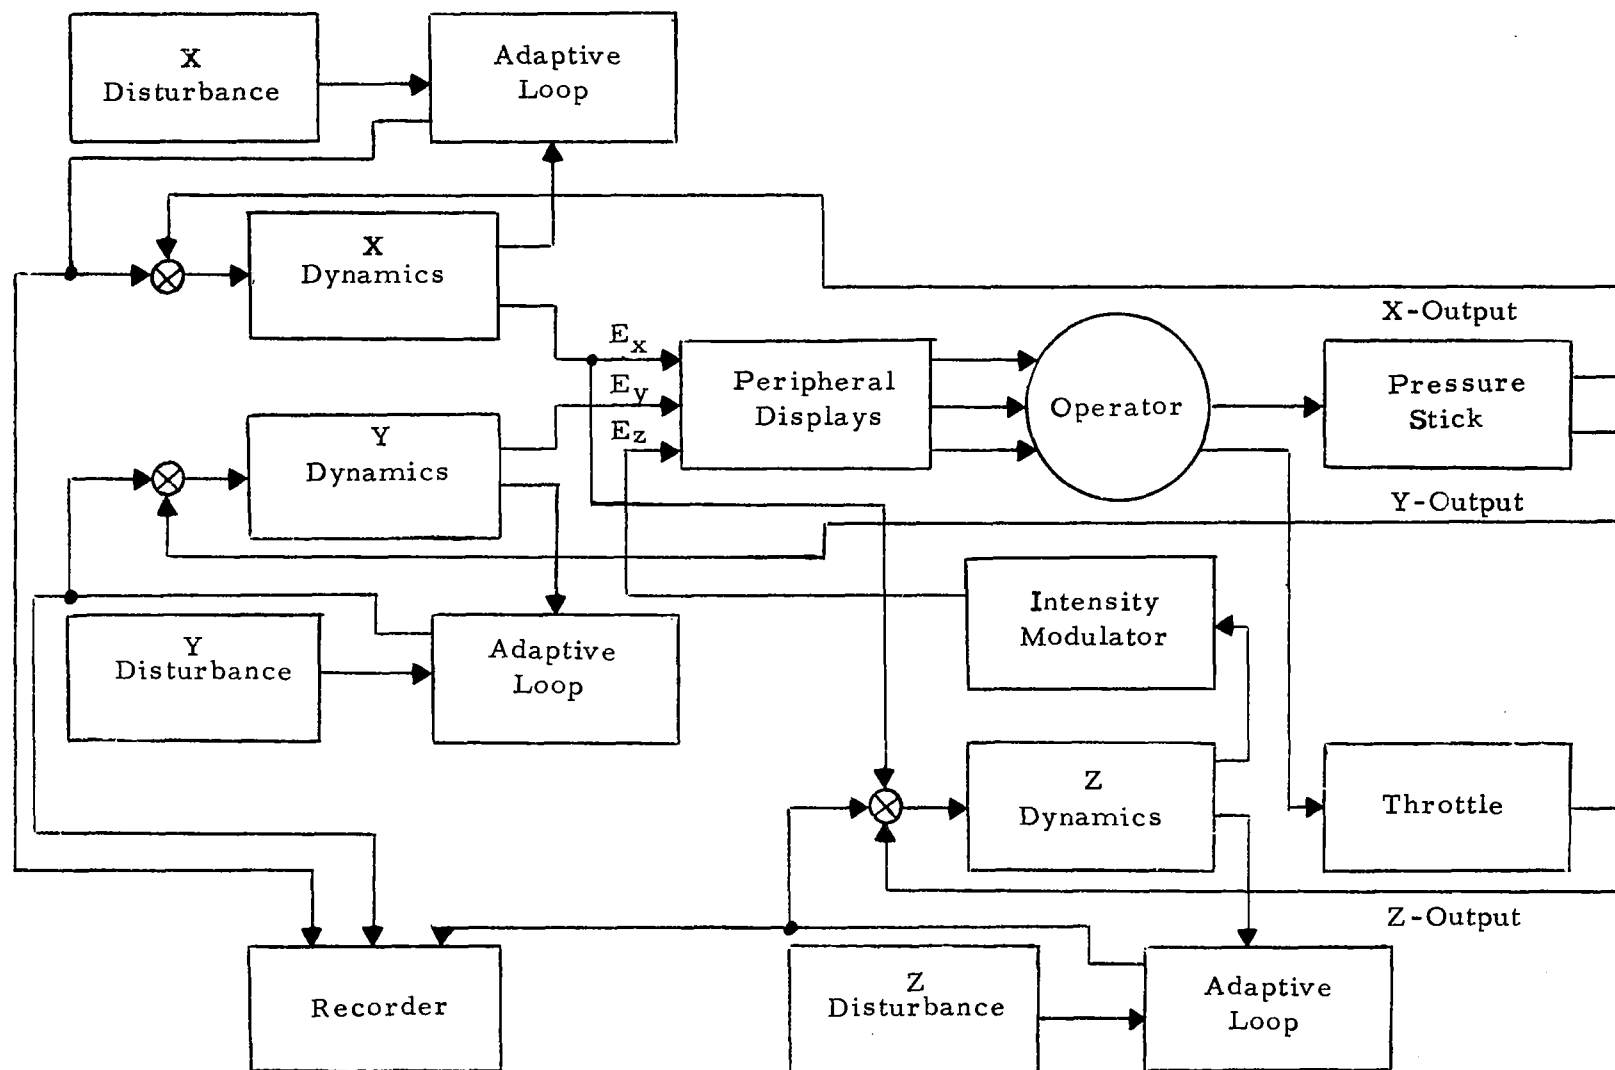 X
Disturbance
Adaptive
Loop
X
Dynamics
X-Output
Ex
Ey
Ez
Peripheral
Displays
Operator
Pressure
Stick
Y
Dynamics
Y-Output
Intensity
Modulator
Y
Disturbance
Adaptive
Loop
Z
Dynamics
Throttle
Z-Output
Recorder
Z
Disturbance
Adaptive
Loop